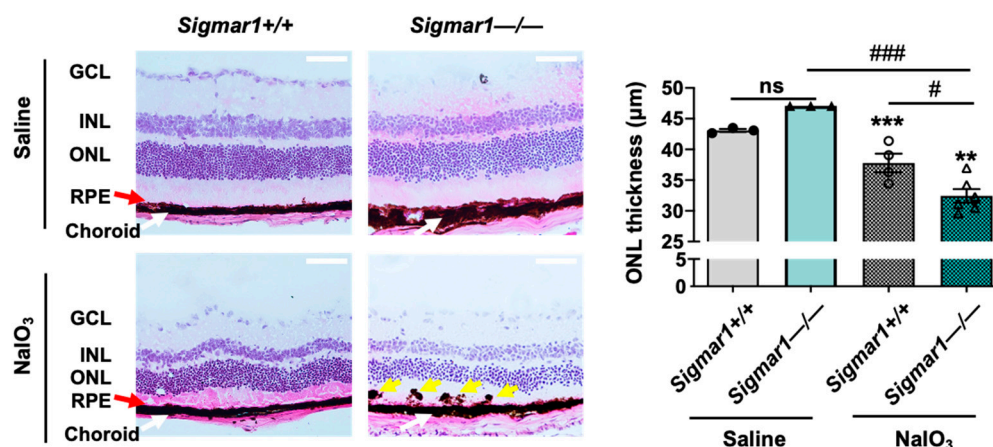 Sigmar1+/+ Sigmar1—/—
Saline
GCL
INL
ONL
RPE
Choroid
NaIO3
GCL
INL
ONL
RPE
Choroid
ONL thickness (µm)
50
45
40
35
30
25
5
0
ns
###
#
***
**
Sigmar1+/+
Sigmar1—/—
Sigmar1+/+
Sigmar1—/—
Saline NaIO3